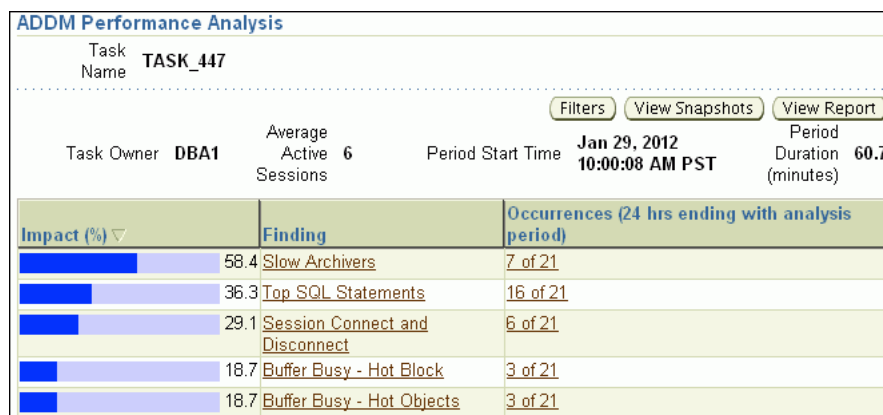 ADDM Performance Analysis
Task
Name TASK_447
Filters View Snapshots View Report
Task Owner DBA1 Average Active Sessions 6 Period Start Time Jan 29, 2012 10:00:08 AM PST Period Duration (minutes) 60.7
Impact (%) Finding Occurrences (24 hrs ending with analysis period)
58.4 Slow Archivers 7 of 21
36.3 Top SQL Statements 16 of 21
29.1 Session Connect and Disconnect 6 of 21
18.7 Buffer Busy - Hot Block 3 of 21
18.7 Buffer Busy - Hot Objects 3 of 21